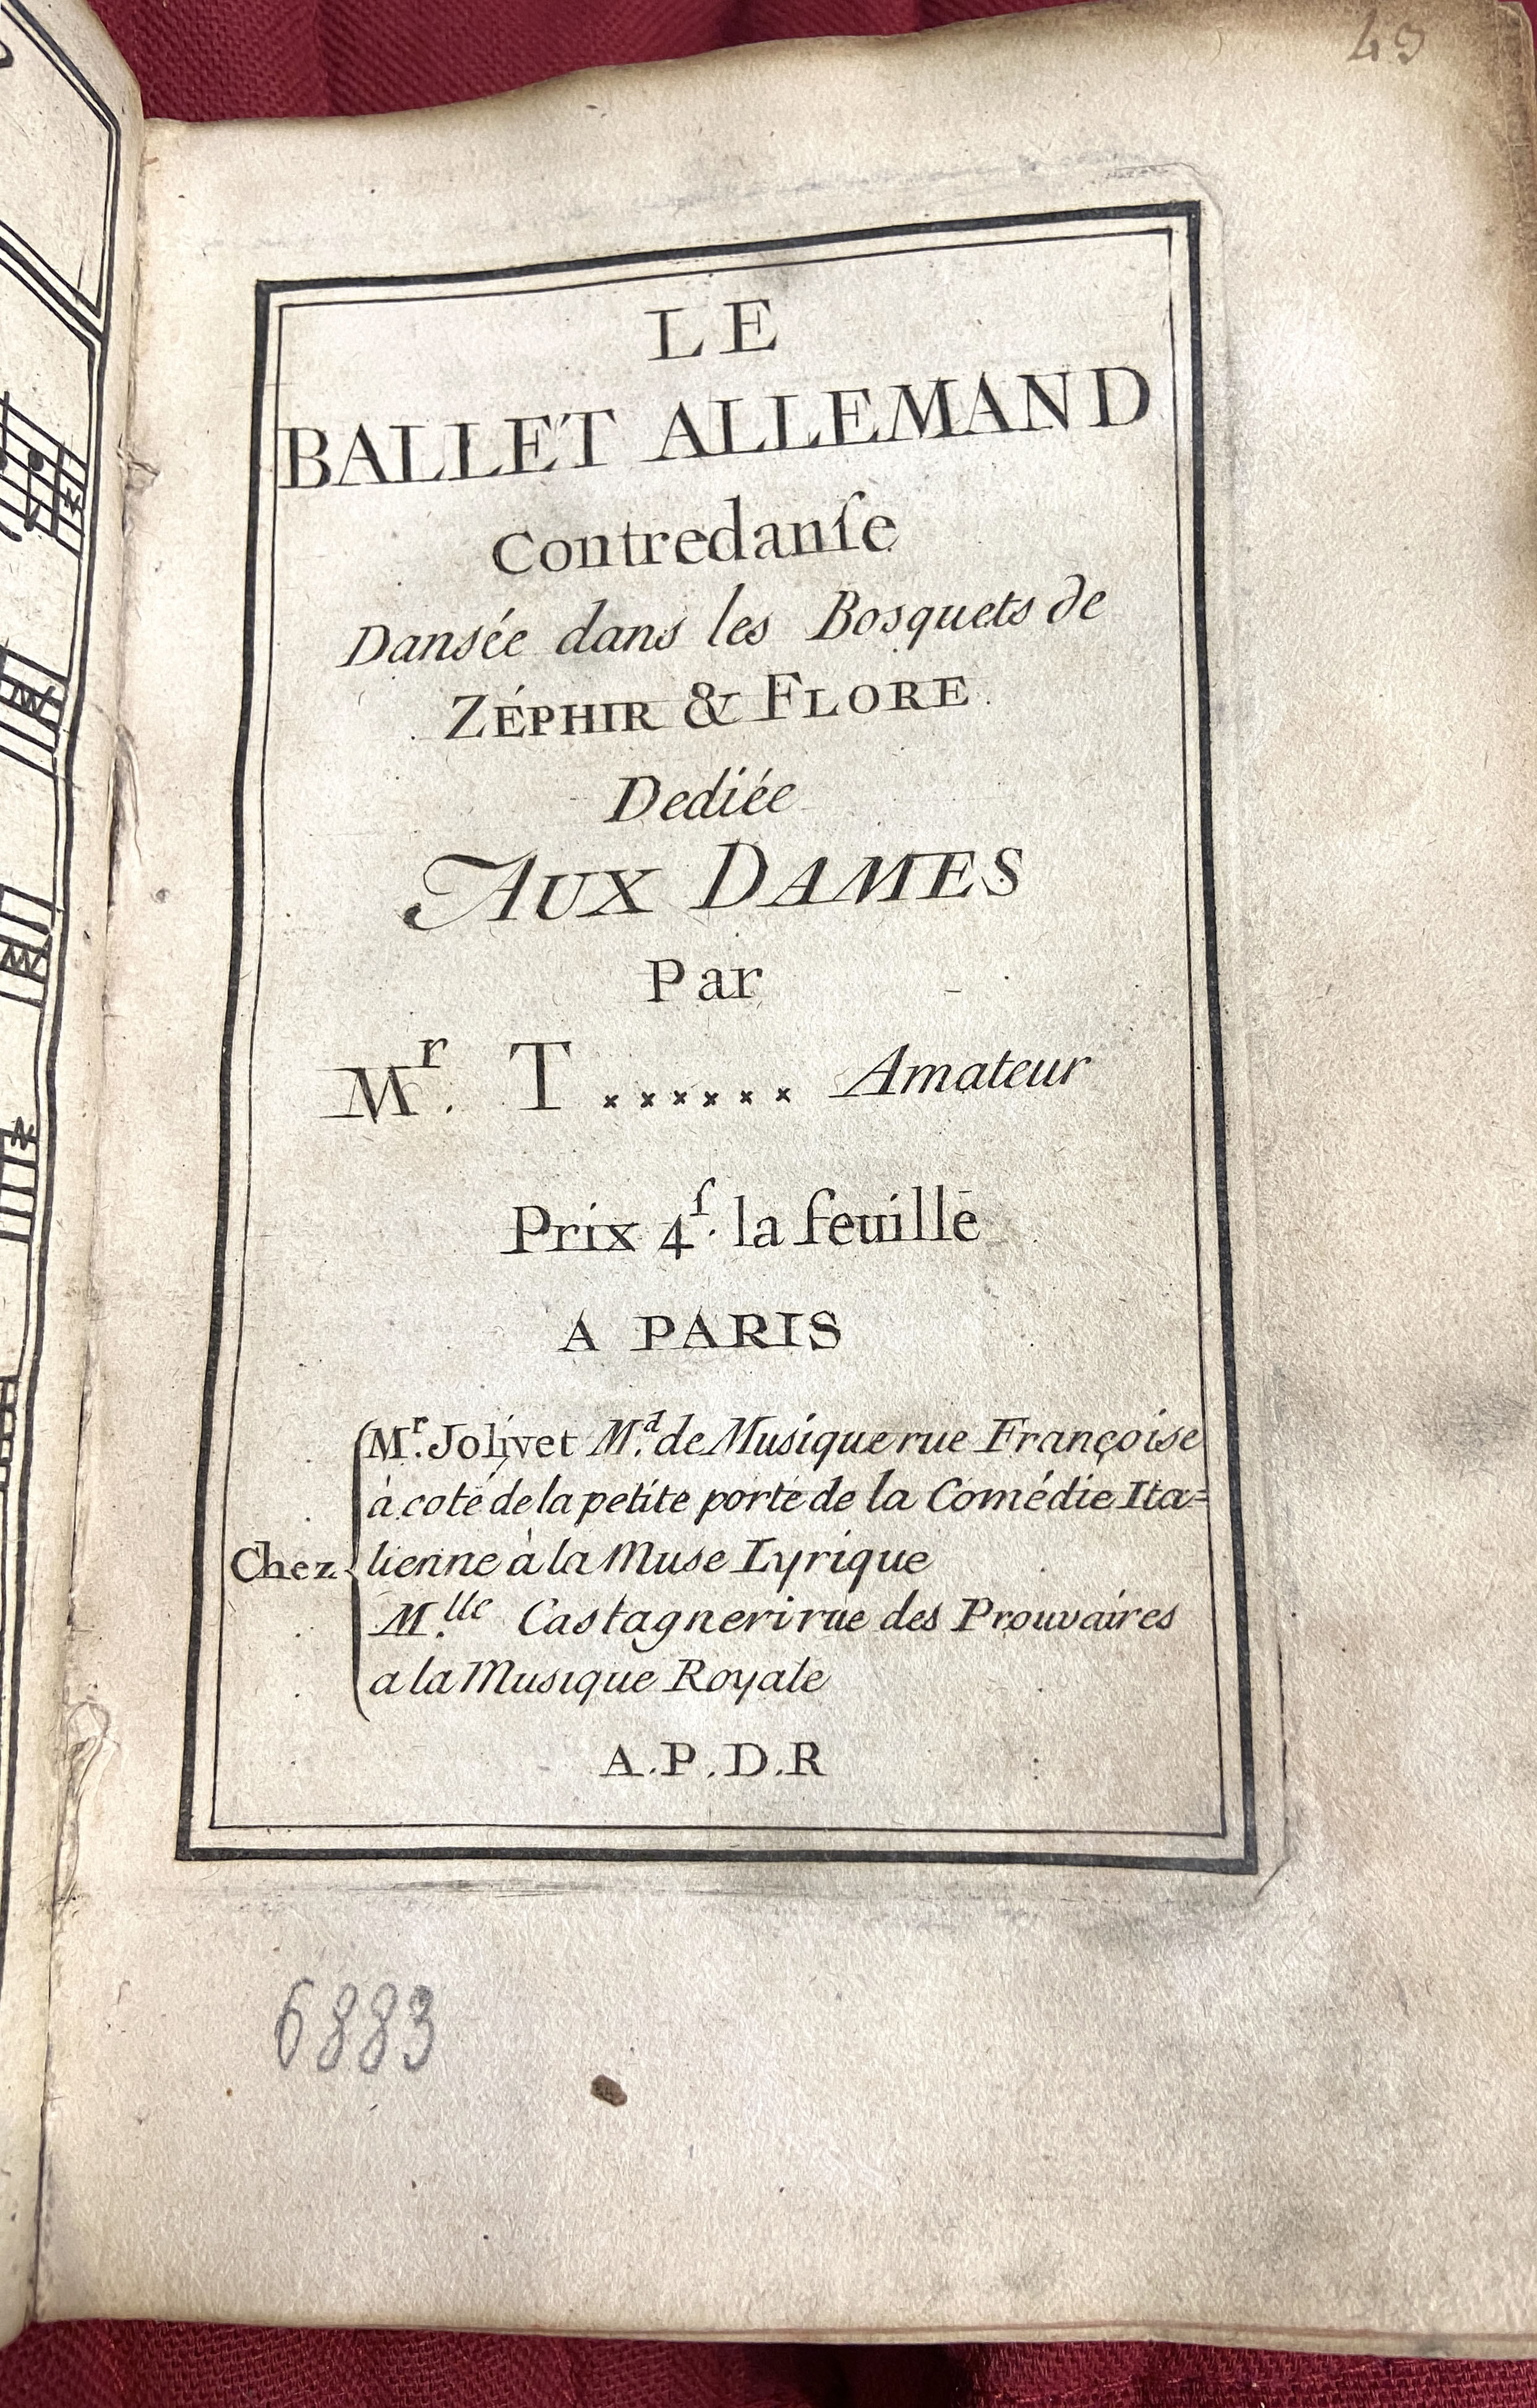 49
LE
BALLET ALLEMAND
Contredanſe
Dansée dans les Bosquets de
ZÉPHIR & FLORE
Dediée
AUX DAMES
Par
Mr. T ...... Amateur
Prix 4ſ. la feuille
A PARIS
Mr. Jolivet Md. de Musique rue Françoise
à coté de la petite porte de la Comédie Ita=
Chez lienne à la Muse Lyrique
Mlle. Castagneri rue des Prouvaires
a la Musique Royale
A.P.D.R
6883